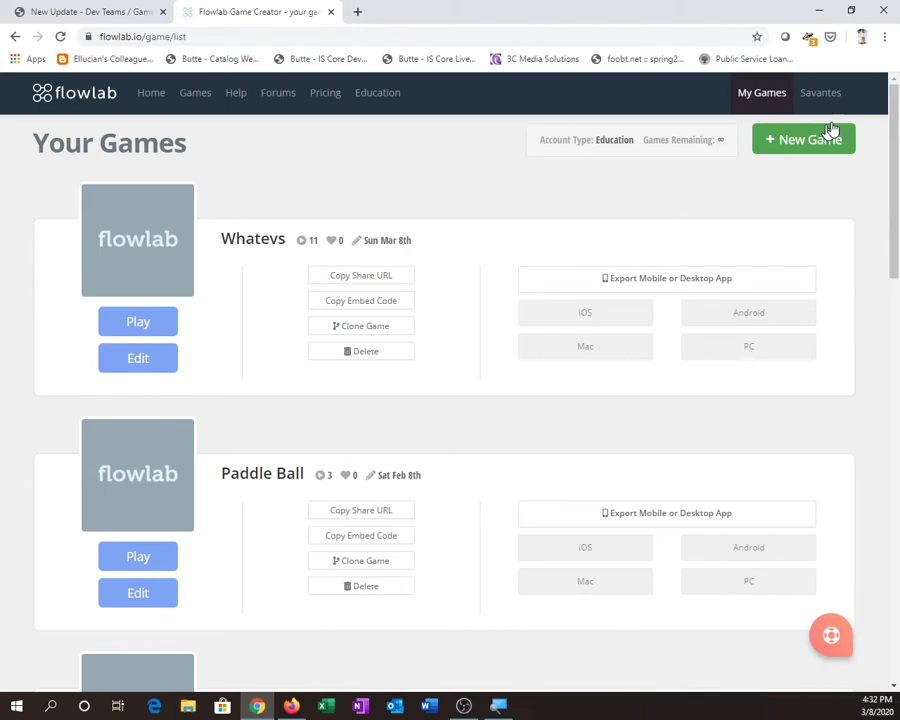 New Update - Dev Teams / Game
Flowlab Game Creator - your gam
flowlab.io/game/list
Apps
Ellucian's Colleague...
Butte - Catalog We...
Butte - IS Core Dev...
Butte - IS Core Live...
3C Media Solutions
foobt.net :: spring2...
Public Service Loan...
3
flowlab
Home
Games
Help
Forums
Pricing
Education
My Games
Savantes
Your Games
Account Type: Education
Games Remaining: ∞
+ New Game
flowlab
Whatevs
11
0
Sun Mar 8th
Play
Edit
Copy Share URL
Copy Embed Code
Clone Game
Delete
Export Mobile or Desktop App
iOS
Android
Mac
PC
flowlab
Paddle Ball
3
0
Sat Feb 8th
Play
Edit
Copy Share URL
Copy Embed Code
Clone Game
Delete
Export Mobile or Desktop App
iOS
Android
Mac
PC
4:32 PM
3/8/2020